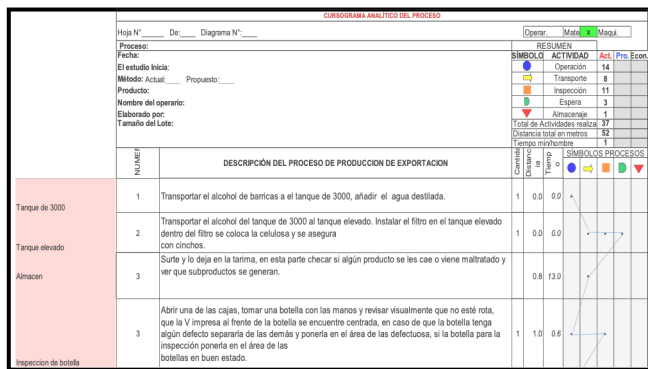 CURSOGRAMA ANALÍTICO DEL PROCESO
Hoja N°_____ De:____ Diagrama N°:____ Operar. Mate X Maqui.
Proceso: RESUMEN
Fecha: SÍMBOLO ACTIVIDAD Act. Pro. Econ.
El estudio Inicia: Operación 14
Método: Actual:____ Propuesto:____ Transporte 8
Producto: Inspección 11
Nombre del operario: Espera 3
Elaborado por: Almacenaje 1
Tamaño del Lote: Total de Actividades realiza 37
Distancia total en metros 52
Tiempo min/hombre 1
NUMER DESCRIPCIÓN DEL PROCESO DE PRODUCCION DE EXPORTACION Cantida Distanc ia Tiemp o SÍMBOLOS PROCESOS
Tanque de 3000 1 Transportar el alcohol de barricas a el tanque de 3000, añadir el agua destilada. 1 0.0 0.0
Transportar el alcohol del tanque de 3000 al tanque elevado. Instalar el filtro en el tanque elevado
Tanque elevado 2 dentro del filtro se coloca la celulosa y se asegura 1 0.0 0.0
con cinchos.
Surte y lo deja en la tarima, en esta parte checar si algún producto se les cae o viene maltratado y
Almacen 3 ver que subproductos se generan. 0.8 13.0
Abrir una de las cajas, tomar una botella con las manos y revisar visualmente que no esté rota,
que la V impresa al frente de la botella se encuentre centrada, en caso de que la botella tenga
3 algún defecto separarla de las demás y ponerla en el área de las defectuosa, si la botella para la 1 1.0 0.6
inspección ponerla en el área de las
Inspeccion de botella botellas en buen estado.